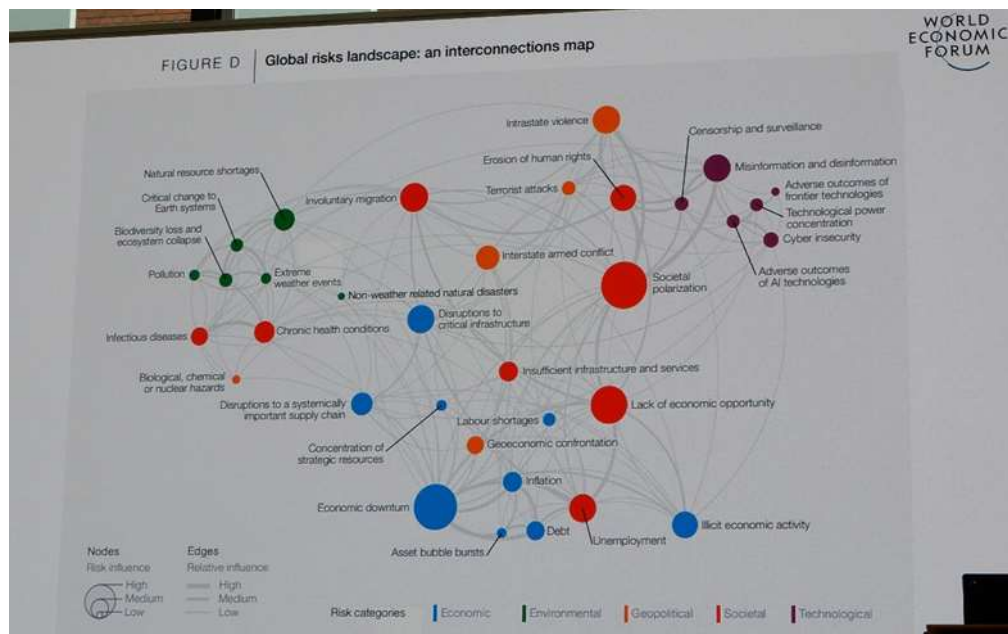 WORLD
ECONOMIC
FORUM
FIGURE D
Global risks landscape: an interconnections map
Intrastate violence
Censorship and surveillance
Erosion of human rights
Misinformation and disinformation
Natural resource shortages
Terrorist attacks
Adverse outcomes of
frontier technologies
Critical change to
Earth systems
Involuntary migration
Technological power
concentration
Biodiversity loss and
ecosystem collapse
Cyber insecurity
Interstate armed conflict
Pollution
Extreme
weather events
Societal
polarization
Adverse outcomes
of AI technologies
Non-weather related natural disasters
Disruptions to
critical infrastructure
Infectious diseases
Chronic health conditions
Insufficient infrastructure and services
Biological, chemical
or nuclear hazards
Disruptions to a systemically
important supply chain
Lack of economic opportunity
Labour shortages
Concentration of
strategic resources
Geoeconomic confrontation
Inflation
Economic downturn
Debt
Illicit economic activity
Unemployment
Asset bubble bursts
Nodes
Risk influence
High
Medium
Low
Edges
Relative influence
High
Medium
Low
Risk categories
Economic
Environmental
Geopolitical
Societal
Technological